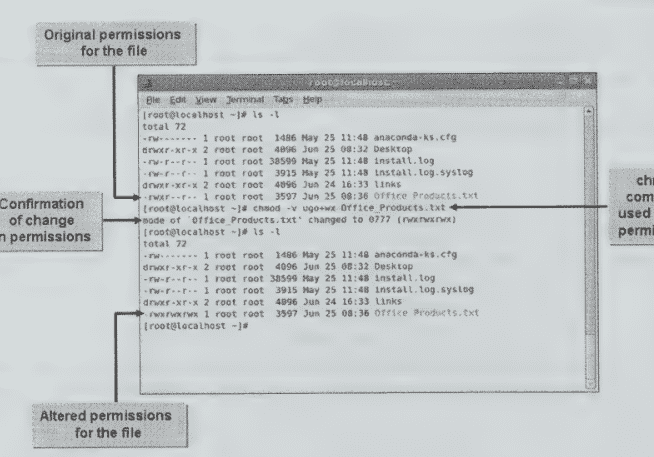 Original permissions
for the file
root@localhost:~
File Edit View Terminal Tabs Help
[root@localhost ~]# ls -l
total 72
-rw------- 1 root root 1486 May 25 11:48 anaconda-ks.cfg
drwxr-xr-x 2 root root 4096 Jun 25 08:32 Desktop
-rw-r--r-- 1 root root 38599 May 25 11:48 install.log
-rw-r--r-- 1 root root 3915 May 25 11:48 install.log.syslog
drwxr-xr-x 2 root root 4096 Jun 24 16:33 links
-rwxr--r-- 1 root root 3597 Jun 25 08:36 Office_Products.txt
[root@localhost ~]# chmod -v ugo+wx Office_Products.txt
mode of `Office_Products.txt' changed to 0777 (rwxrwxrwx)
[root@localhost ~]# ls -l
total 72
-rw------- 1 root root 1486 May 25 11:48 anaconda-ks.cfg
drwxr-xr-x 2 root root 4096 Jun 25 08:32 Desktop
-rw-r--r-- 1 root root 38599 May 25 11:48 install.log
-rw-r--r-- 1 root root 3915 May 25 11:48 install.log.syslog
drwxr-xr-x 2 root root 4096 Jun 24 16:33 links
-rwxrwxrwx 1 root root 3597 Jun 25 08:36 Office_Products.txt
[root@localhost ~]#
Confirmation
of change
n permissions
ch
com
used
permi
Altered permissions
for the file